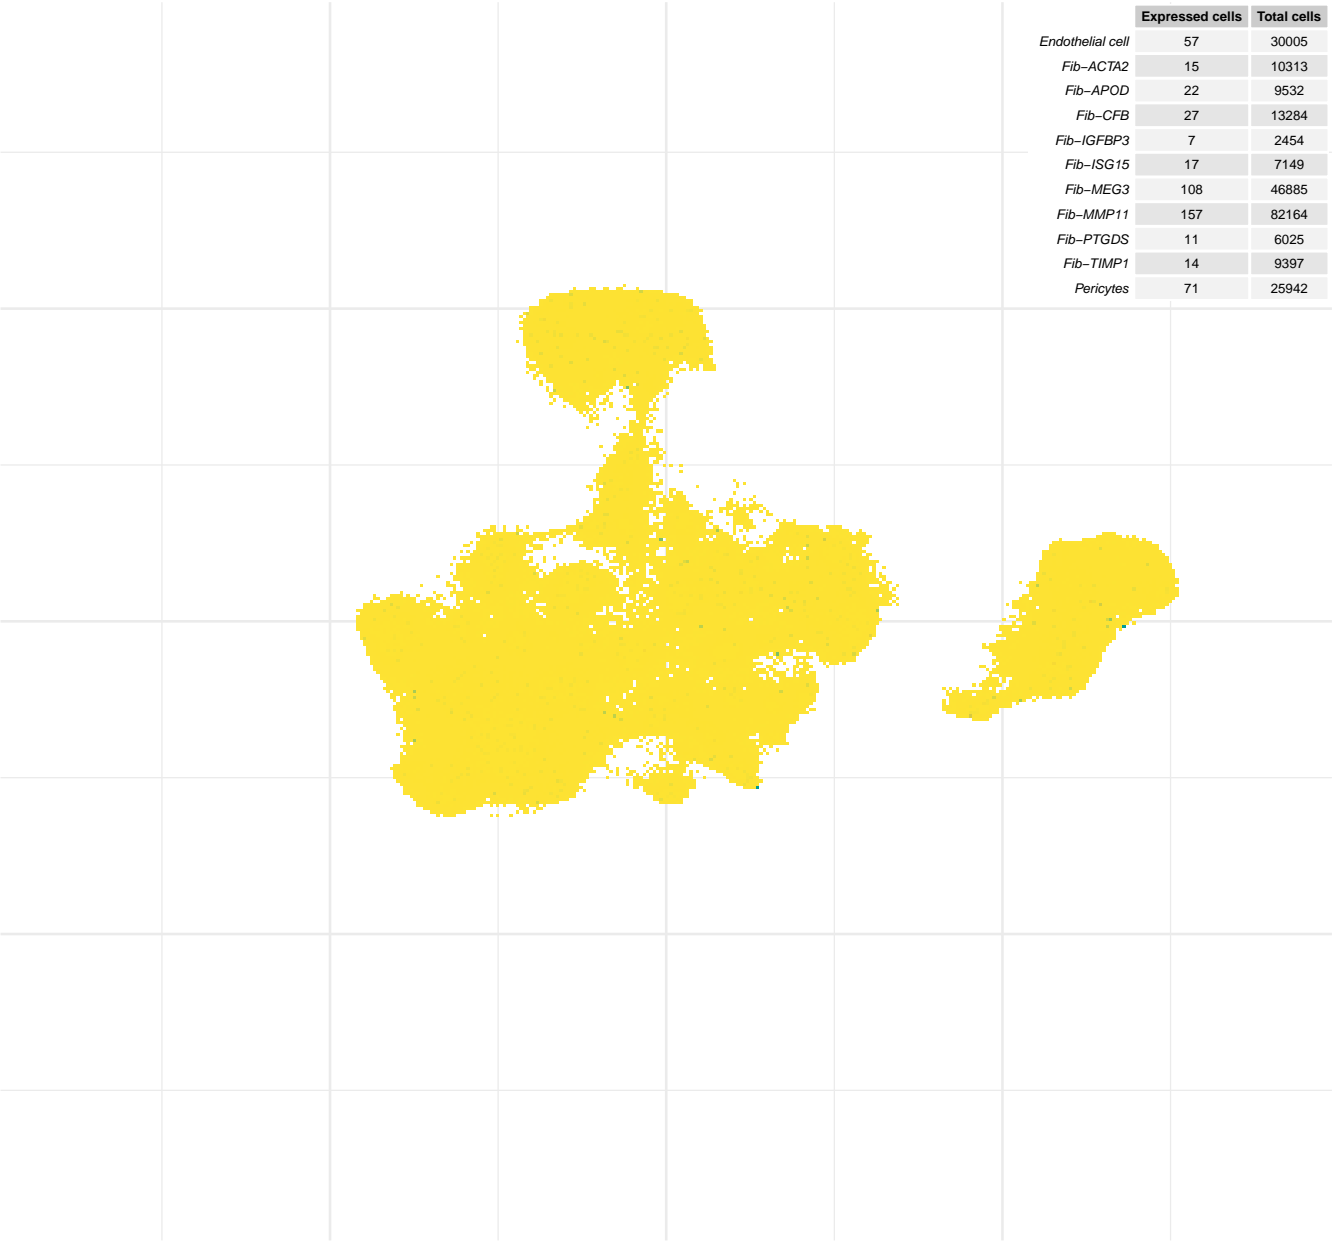 Expressed cells Total cells
Endothelial cell 57 30005
Fib−ACTA2 15 10313
Fib−APOD 22 9532
Fib−CFB 27 13284
Fib−IGFBP3 7 2454
Fib−ISG15 17 7149
Fib−MEG3 108 46885
Fib−MMP11 157 82164
Fib−PTGDS 11 6025
Fib−TIMP1 14 9397
Pericytes 71 25942